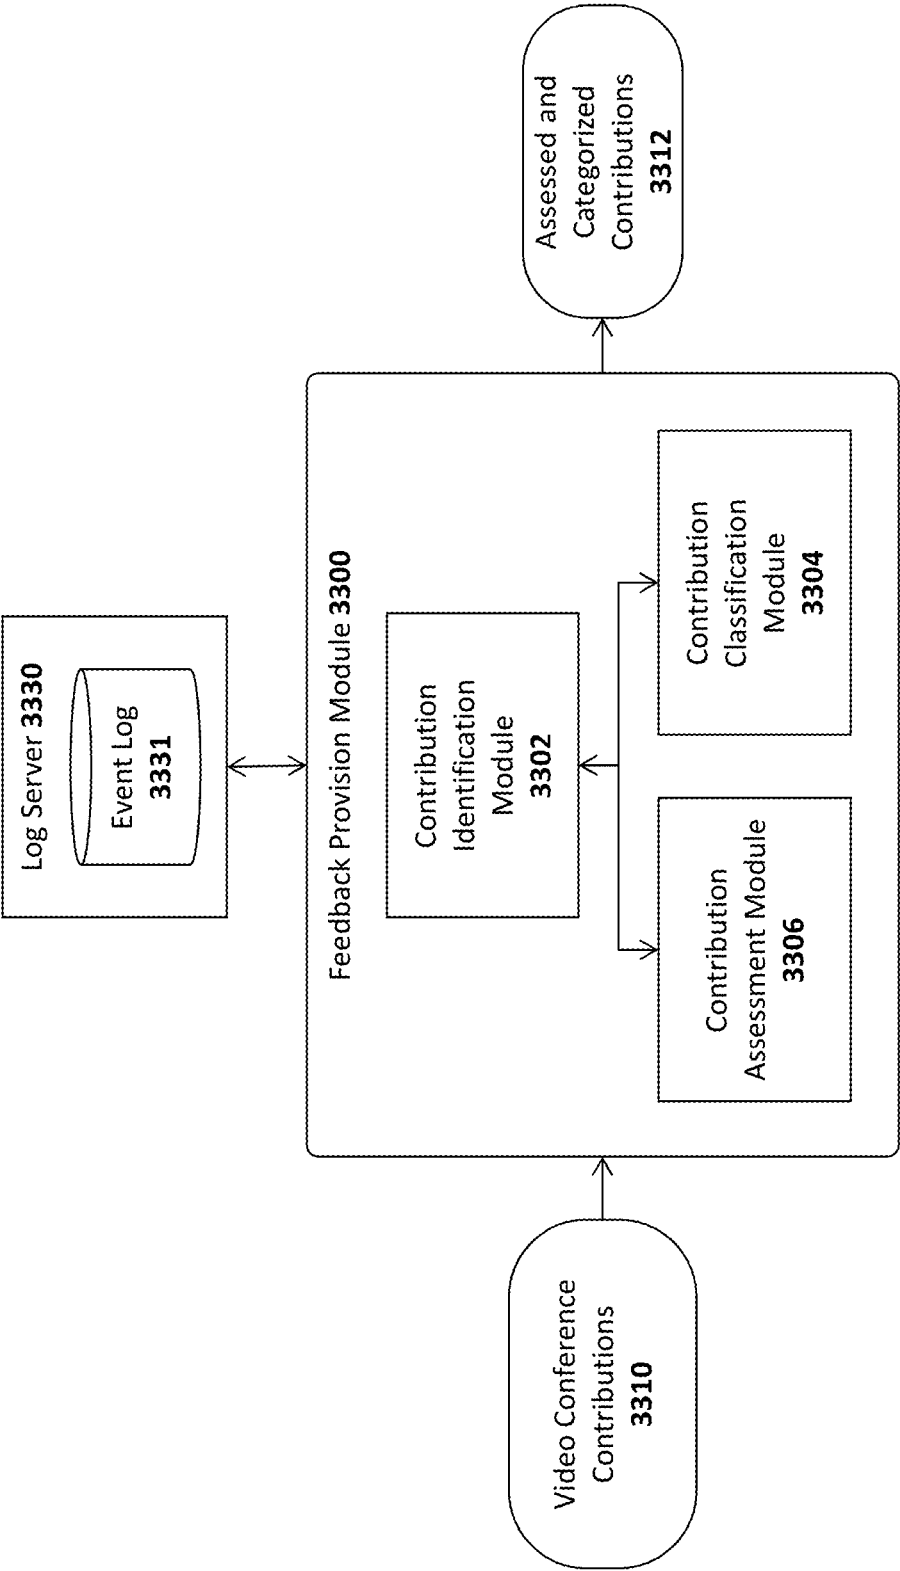 Log Server 3330
Event Log
3331
Feedback Provision Module 3300
Contribution
Identification
Module
3302
Contribution
Assessment Module
3306
Contribution
Classification
Module
3304
Video Conference
Contributions
3310
Assessed and
Categorized
Contributions
3312